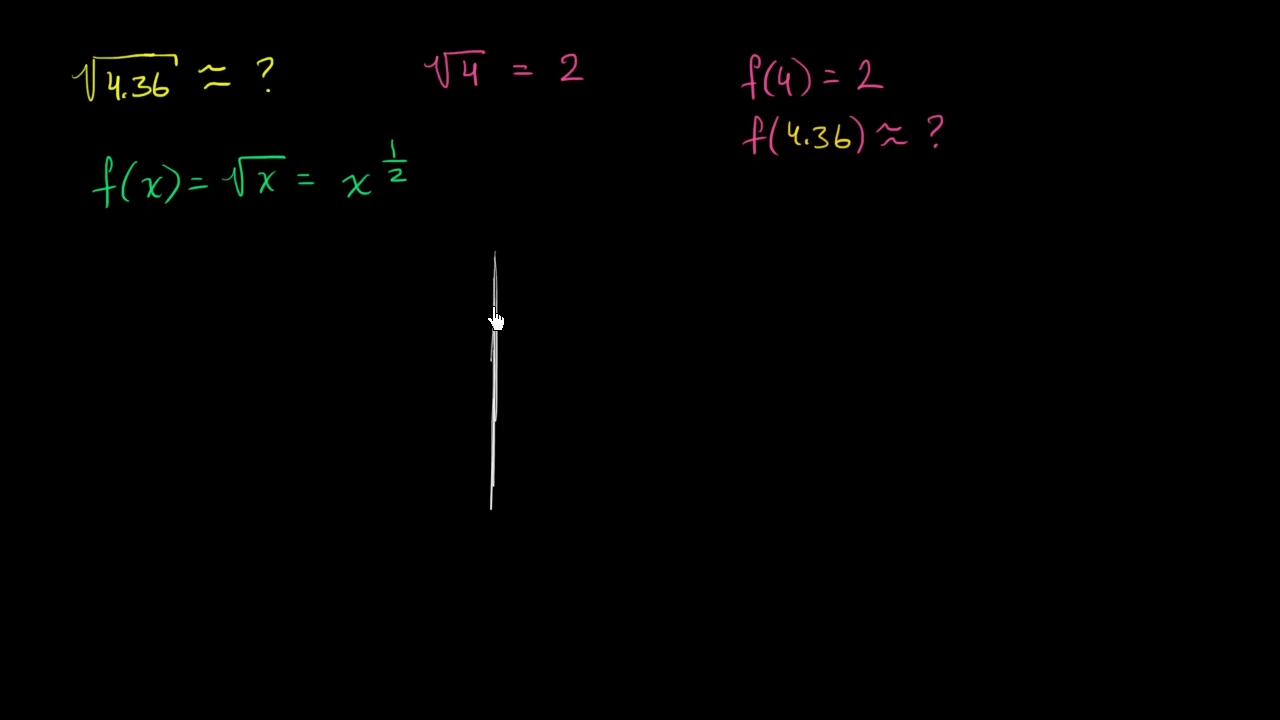 √4.36 ≈ ?
√4 = 2
f(4) = 2
f(4.36) ≈ ?
f(x) = √x = x^(1/2)